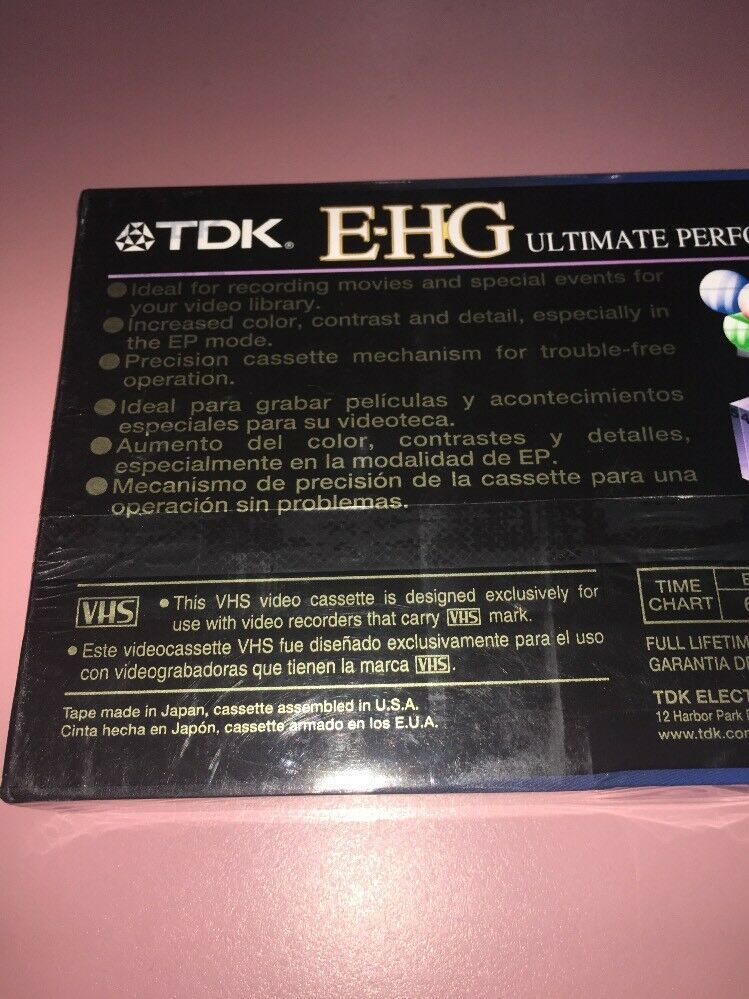 TDK® E-HG ULTIMATE PERFO
● Ideal for recording movies and special events for
your video library.
● Increased color, contrast and detail, especially in
the EP mode.
● Precision cassette mechanism for trouble-free
operation.
● Ideal para grabar películas y acontecimientos
especiales para su videoteca.
● Aumento del color, contrastes y detalles,
especialmente en la modalidad de EP.
● Mecanismo de precisión de la cassette para una
operación sin problemas.
VHS • This VHS video cassette is designed exclusively for
use with video recorders that carry VHS mark.
• Este videocassette VHS fue diseñado exclusivamente para el uso
con videograbadoras que tienen la marca VHS.
Tape made in Japan, cassette assembled in U.S.A.
Cinta hecha en Japón, cassette armado en los E.U.A.
TIME
CHART
FULL LIFETIM
GARANTIA DE
TDK ELECT
12 Harbor Park
www.tdk.com